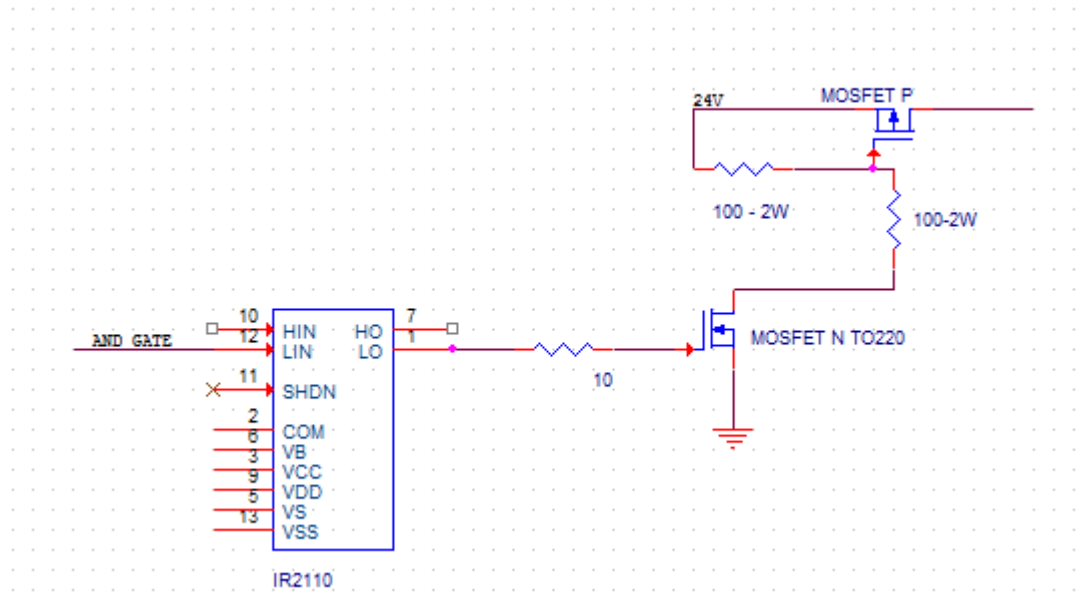 24V
MOSFET P
100 - 2W
100-2W
10 HIN HO 7
AND GATE 12 LIN LO 1
11 SHDN
2 COM
6 VB
3 VCC
9 VDD
5 VS
13 VSS
IR2110
10
MOSFET N TO220